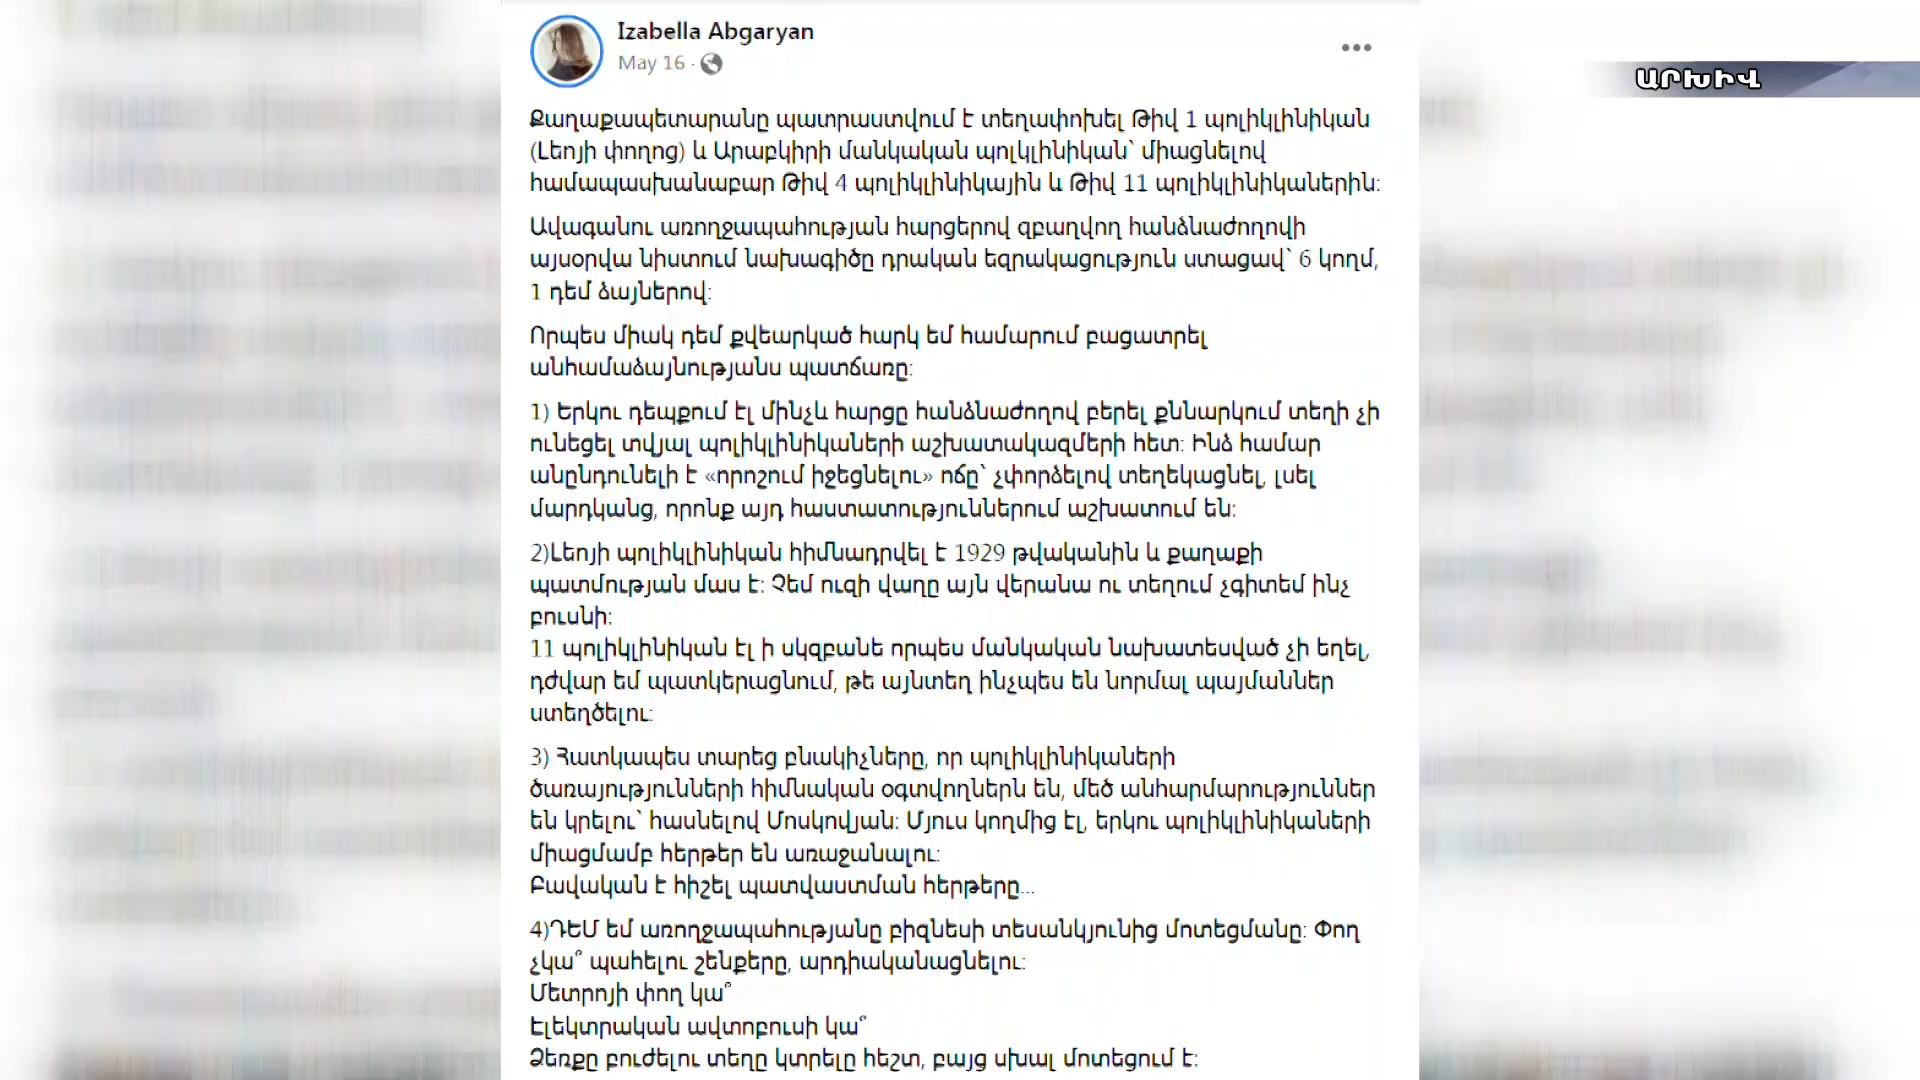 Izabella Abgaryan
May 16 ·
ԱՐԽԻՎ
Քաղաքապետարանը պատրաստվում է տեղափոխել Թիվ 1 պոլիկլինիկան
(Լեոյի փողոց) և Արաբկիրի մանկական պոլկլինիկան՝ միացնելով
համապասխանաբար Թիվ 4 պոլիկլինիկային և Թիվ 11 պոլիկլինիկաներին:
Ավագանու առողջապահության հարցերով զբաղվող հանձնաժողովի
այսօրվա նիստում նախագիծը դրական եզրակացություն ստացավ՝ 6 կողմ,
1 դեմ ձայներով:
Որպես միակ դեմ քվեարկած հարկ եմ համարում բացատրել
անհամաձայնությանս պատճառը:
1) Երկու դեպքում էլ մինչև հարցը հանձնաժողով բերել քննարկում տեղի չի
ունեցել տվյալ պոլիկլինիկաների աշխատակազմերի հետ: Ինձ համար
անընդունելի է «որոշում իջեցնելու» ոճը՝ չփորձելով տեղեկացնել, լսել
մարդկանց, որոնք այդ հաստատություններում աշխատում են:
2)Լեոյի պոլիկլինիկան հիմնադրվել է 1929 թվականին և քաղաքի
պատմության մաս է: Չեմ ուզի վաղը այն վերանա ու տեղում չգիտեմ ինչ
բուսնի:
11 պոլիկլինիկան էլ ի սկզբանե որպես մանկական նախատեսված չի եղել,
դժվար եմ պատկերացնում, թե այնտեղ ինչպես են նորմալ պայմաններ
ստեղծելու:
3) Հատկապես տարեց բնակիչները, որ պոլիկլինիկաների
ծառայությունների հիմնական օգտվողներն են, մեծ անհարմարություններ
են կրելու՝ հասնելով Մոսկովյան: Մյուս կողմից էլ, երկու պոլիկլինիկաների
միացմամբ հերթեր են առաջանալու:
Բավական է հիշել պատվաստման հերթերը...
4)ԴԵՄ եմ առողջապահությանը բիզնեսի տեսանկյունից մոտեցմանը: Փող
չկա՞ պահելու շենքերը, արդիականացնելու:
Մետրոյի փող կա՞
Էլեկտրական ավտոբուսի կա՞
Ձեռքը բուժելու տեղը կտրելը հեշտ, բայց սխալ մոտեցում է: